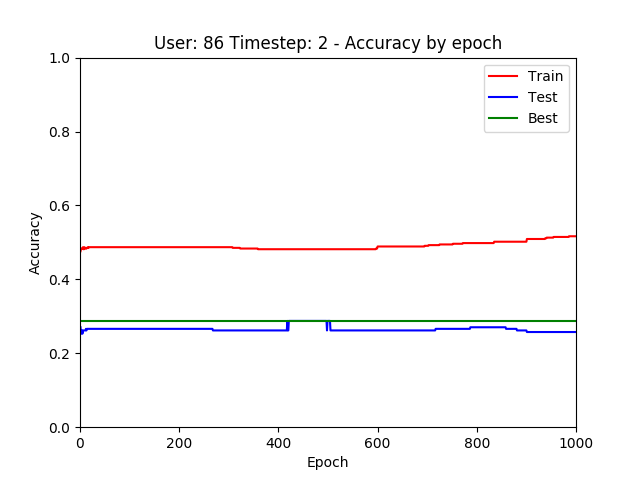 User: 86 Timestep: 2 - Accuracy by epoch
1.0
0.8
0.6
0.4
0.2
0.0
Accuracy
Train
Test
Best
0 200 400 600 800 1000
Epoch